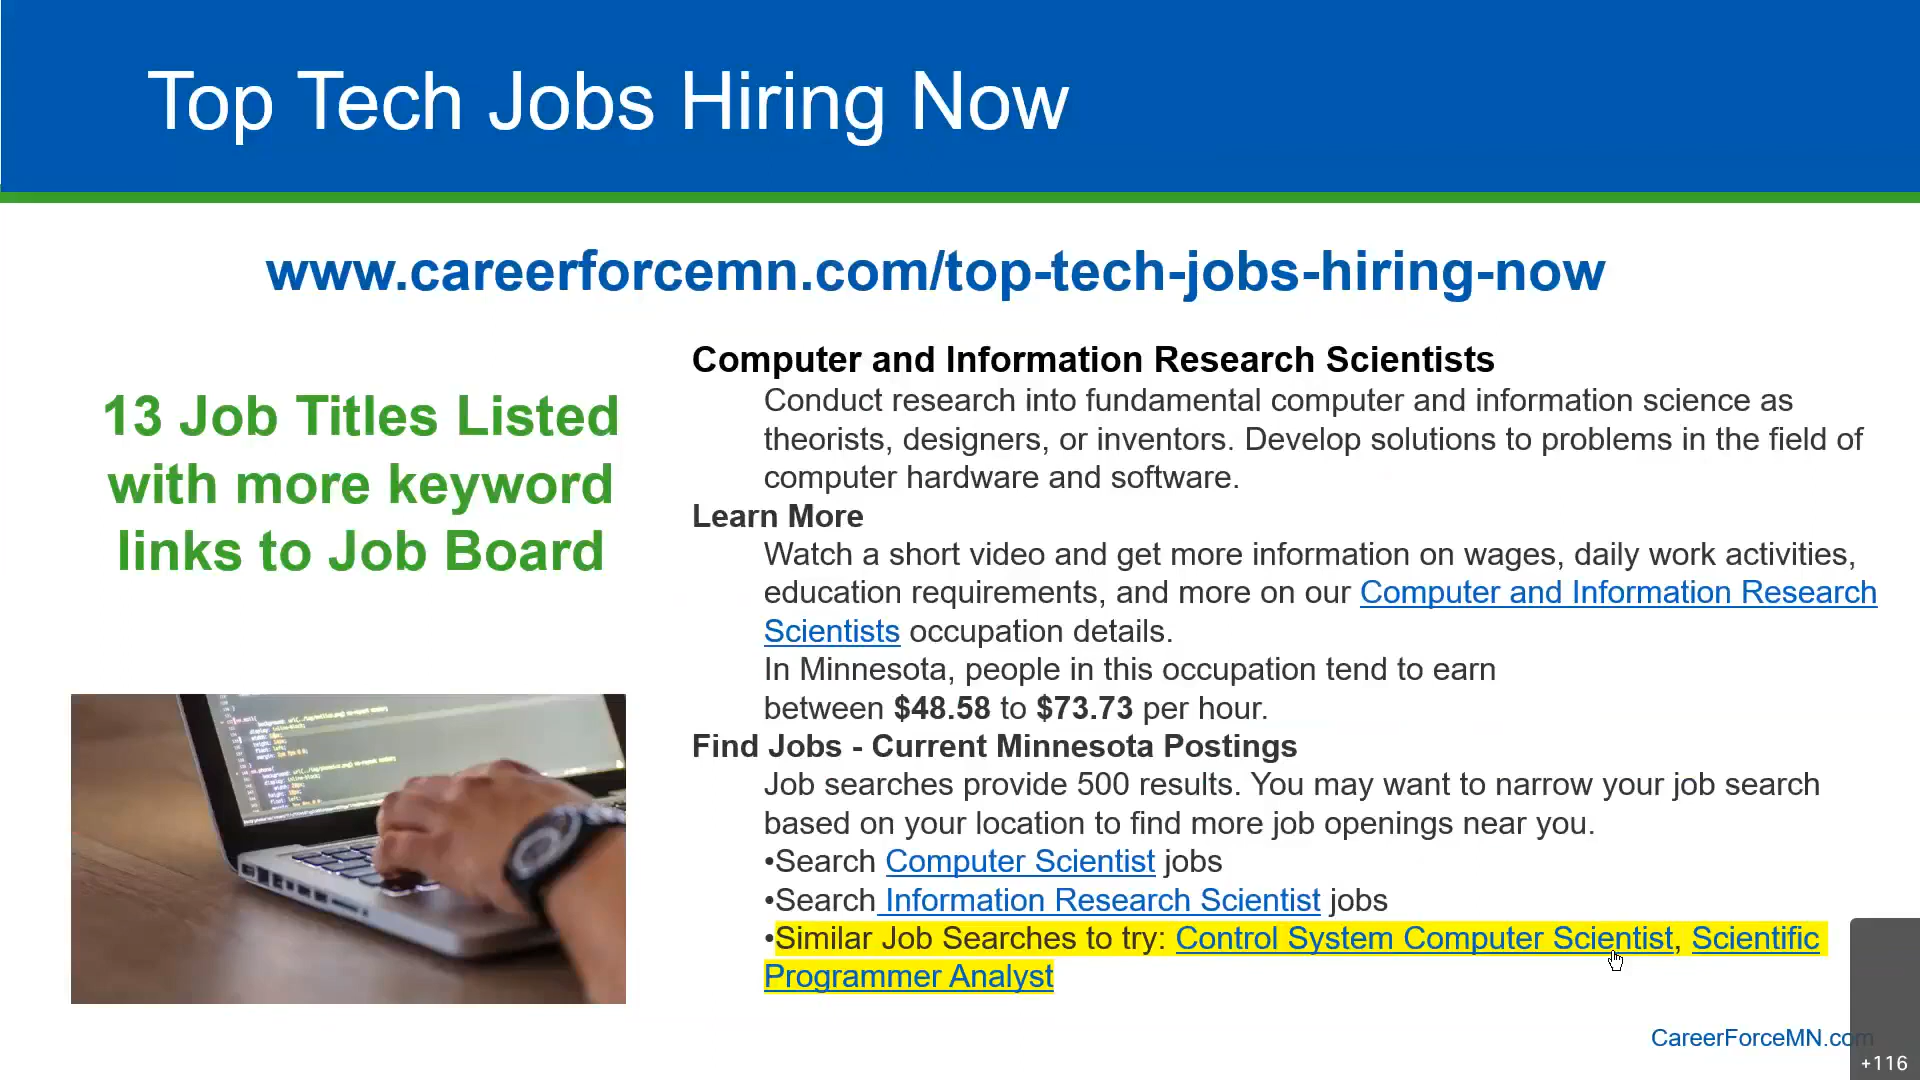 Top Tech Jobs Hiring Now
www.careerforcemn.com/top-tech-jobs-hiring-now
13 Job Titles Listed
with more keyword
links to Job Board
Computer and Information Research Scientists
Conduct research into fundamental computer and information science as
theorists, designers, or inventors. Develop solutions to problems in the field of
computer hardware and software.
Learn More
Watch a short video and get more information on wages, daily work activities,
education requirements, and more on our Computer and Information Research
Scientists occupation details.
In Minnesota, people in this occupation tend to earn
between $48.58 to $73.73 per hour.
Find Jobs - Current Minnesota Postings
Job searches provide 500 results. You may want to narrow your job search
based on your location to find more job openings near you.
•Search Computer Scientist jobs
•Search Information Research Scientist jobs
•Similar Job Searches to try: Control System Computer Scientist, Scientific
Programmer Analyst
CareerForceMN.com
+116